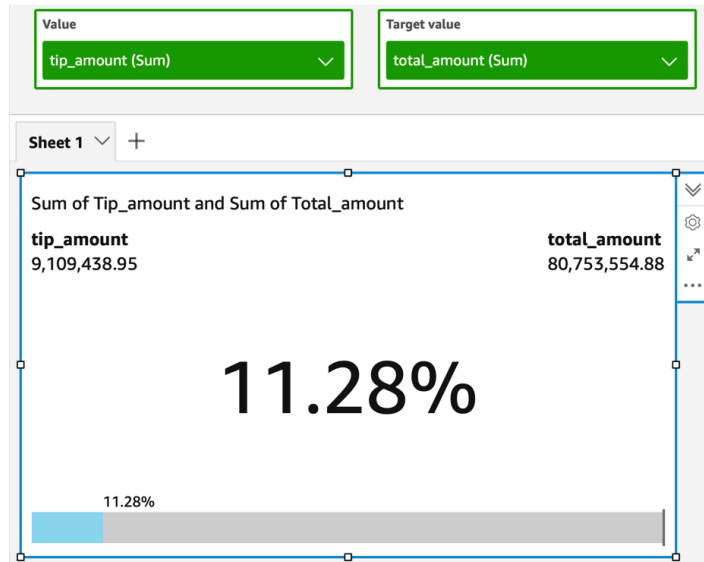 Value
tip_amount (Sum)
Target value
total_amount (Sum)
Sheet 1
Sum of Tip_amount and Sum of Total_amount
tip_amount
9,109,438.95
total_amount
80,753,554.88
11.28%
11.28%